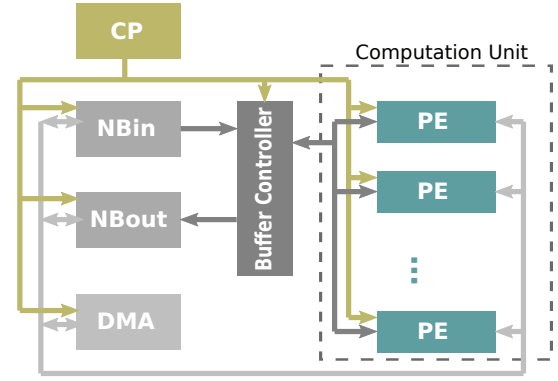 CP
Computation Unit
NBin
Buffer Controller
PE
NBout
PE
...
DMA
PE